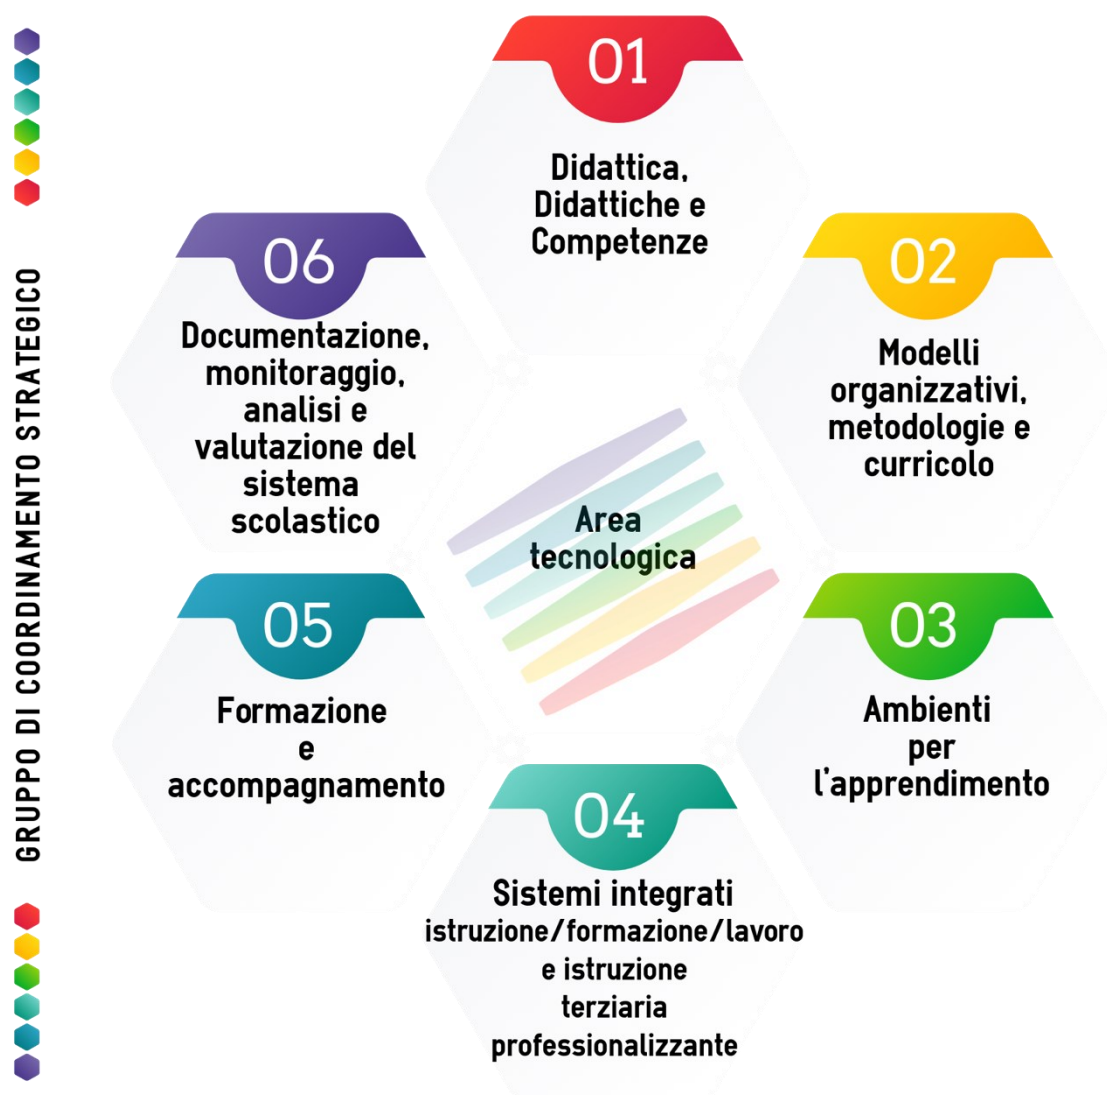 GRUPPO DI COORDINAMENTO STRATEGICO
01
Didattica,
Didattiche e
Competenze
02
Modelli
organizzativi,
metodologie e
curricolo
03
Ambienti
per
l'apprendimento
04
Sistemi integrati
istruzione/formazione/lavoro
e istruzione
terziaria
professionalizzante
05
Formazione
e
accompagnamento
06
Documentazione,
monitoraggio,
analisi e
valutazione del
sistema
scolastico
Area
tecnologica